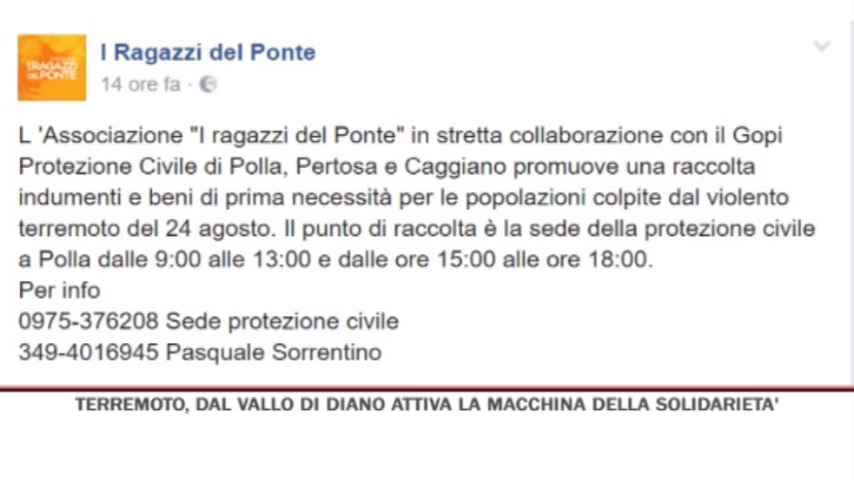 I Ragazzi del Ponte
I RAGAZZI
DEL PONTE
14 ore fa ·
L 'Associazione "I ragazzi del Ponte" in stretta collaborazione con il Gopi
Protezione Civile di Polla, Pertosa e Caggiano promuove una raccolta
indumenti e beni di prima necessità per le popolazioni colpite dal violento
terremoto del 24 agosto. Il punto di raccolta è la sede della protezione civile
a Polla dalle 9:00 alle 13:00 e dalle ore 15:00 alle ore 18:00.
Per info
0975-376208 Sede protezione civile
349-4016945 Pasquale Sorrentino
TERREMOTO, DAL VALLO DI DIANO ATTIVA LA MACCHINA DELLA SOLIDARIETA'